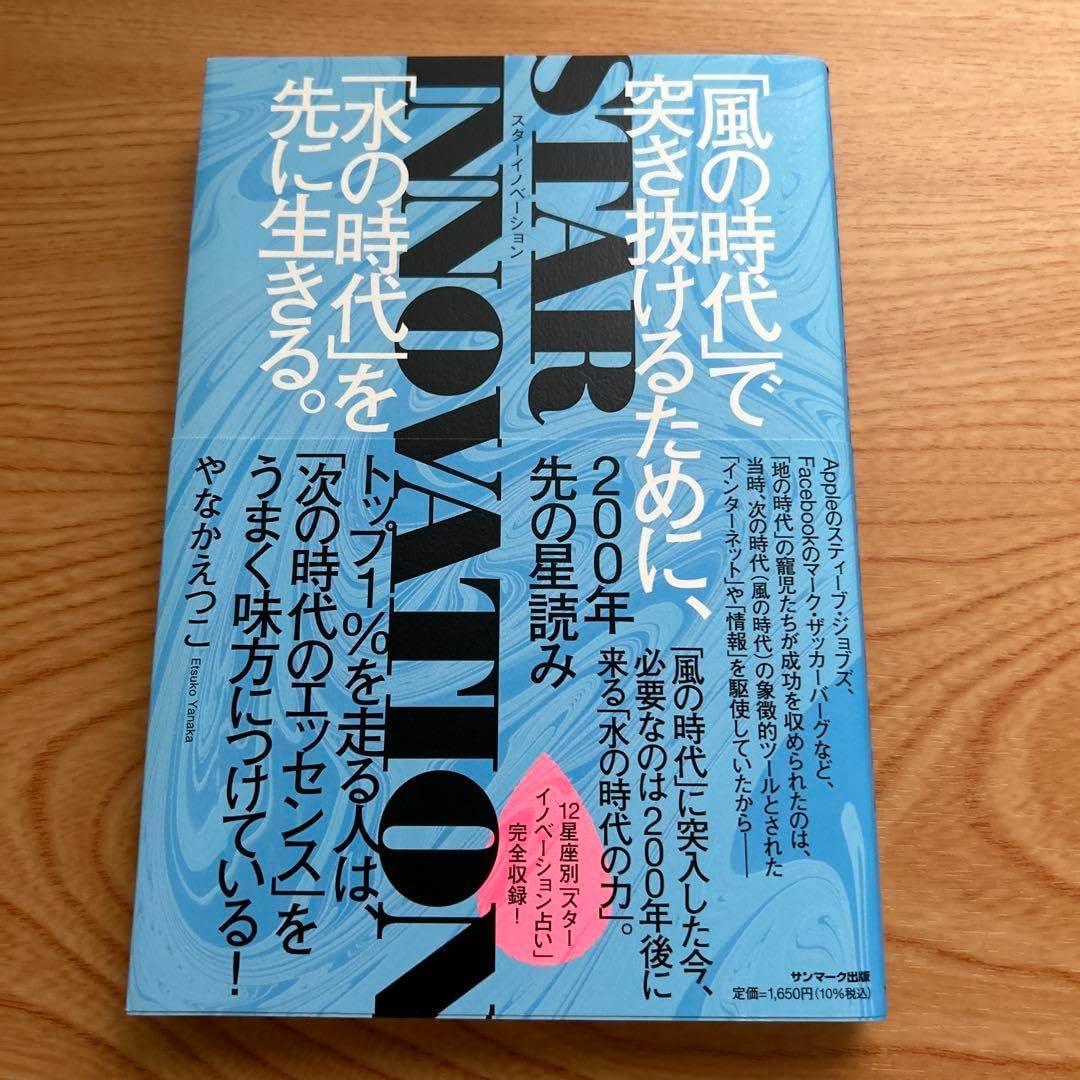 「風の時代」で
突き抜けるために、
STAR
INNOVATION
スターイノベーション
「水の時代」を
先に生きる。
Appleのスティーブ・ジョブズ、
Facebookのマーク・ザッカーバーグなど、
「地の時代」の寵児たちが成功を収められたのは、
当時、次の時代(風の時代)の象徴的ツールとされた
「インターネット」や「情報」を駆使していたから——
「風の時代」に突入した今、
必要なのは200年後に
来る「水の時代の力」。
200年
先の星読み
12星座別「スター
イノベーション占い」
完全収録!
トップ1%を走る人は、
「次の時代のエッセンス」を
うまく味方につけている!
やなかえつこ
Etsuko Yanaka
サンマーク出版
定価=1,650円(10%税込)